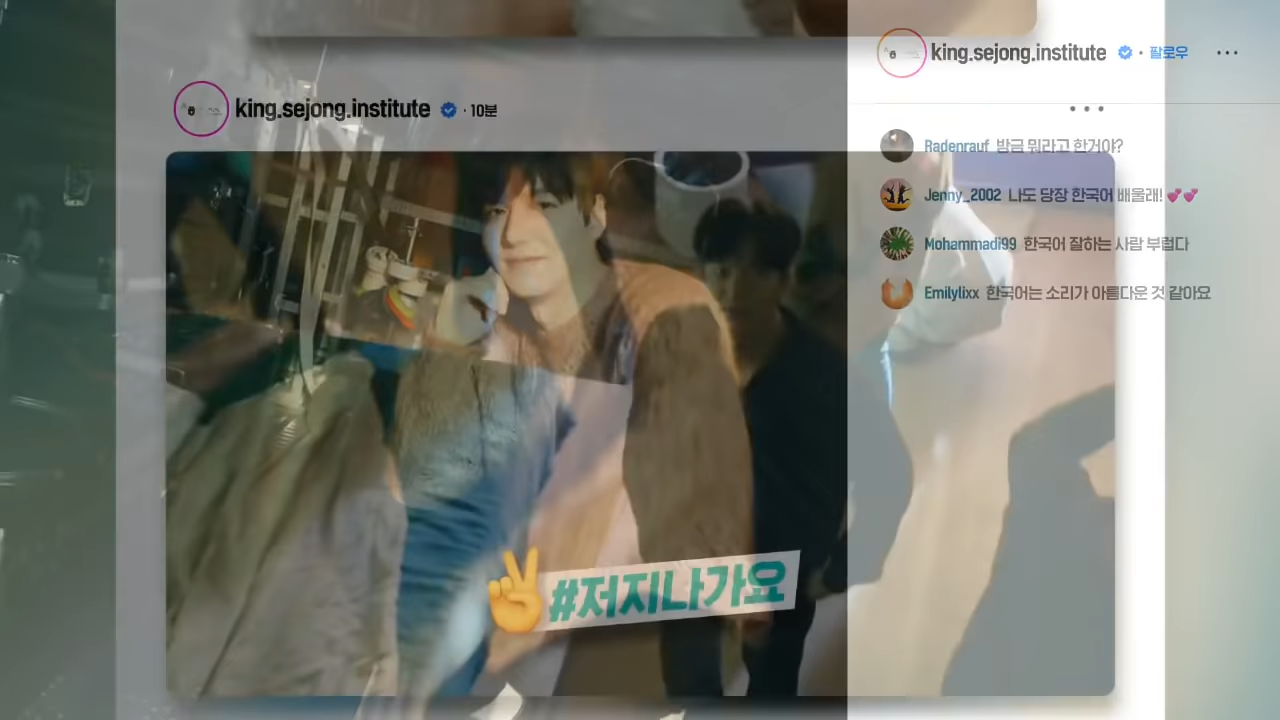 king.sejong.institute · 10분
king.sejong.institute · 팔로우
Radenrauf 방금 뭐라고 한거야?
Jenny_2002 나도 당장 한국어 배울래! 💕💕
Mohammadi99 한국어 잘하는 사람 부럽다
Emilylixx 한국어는 소리가 아름다운 것 같아요
#저지나가요